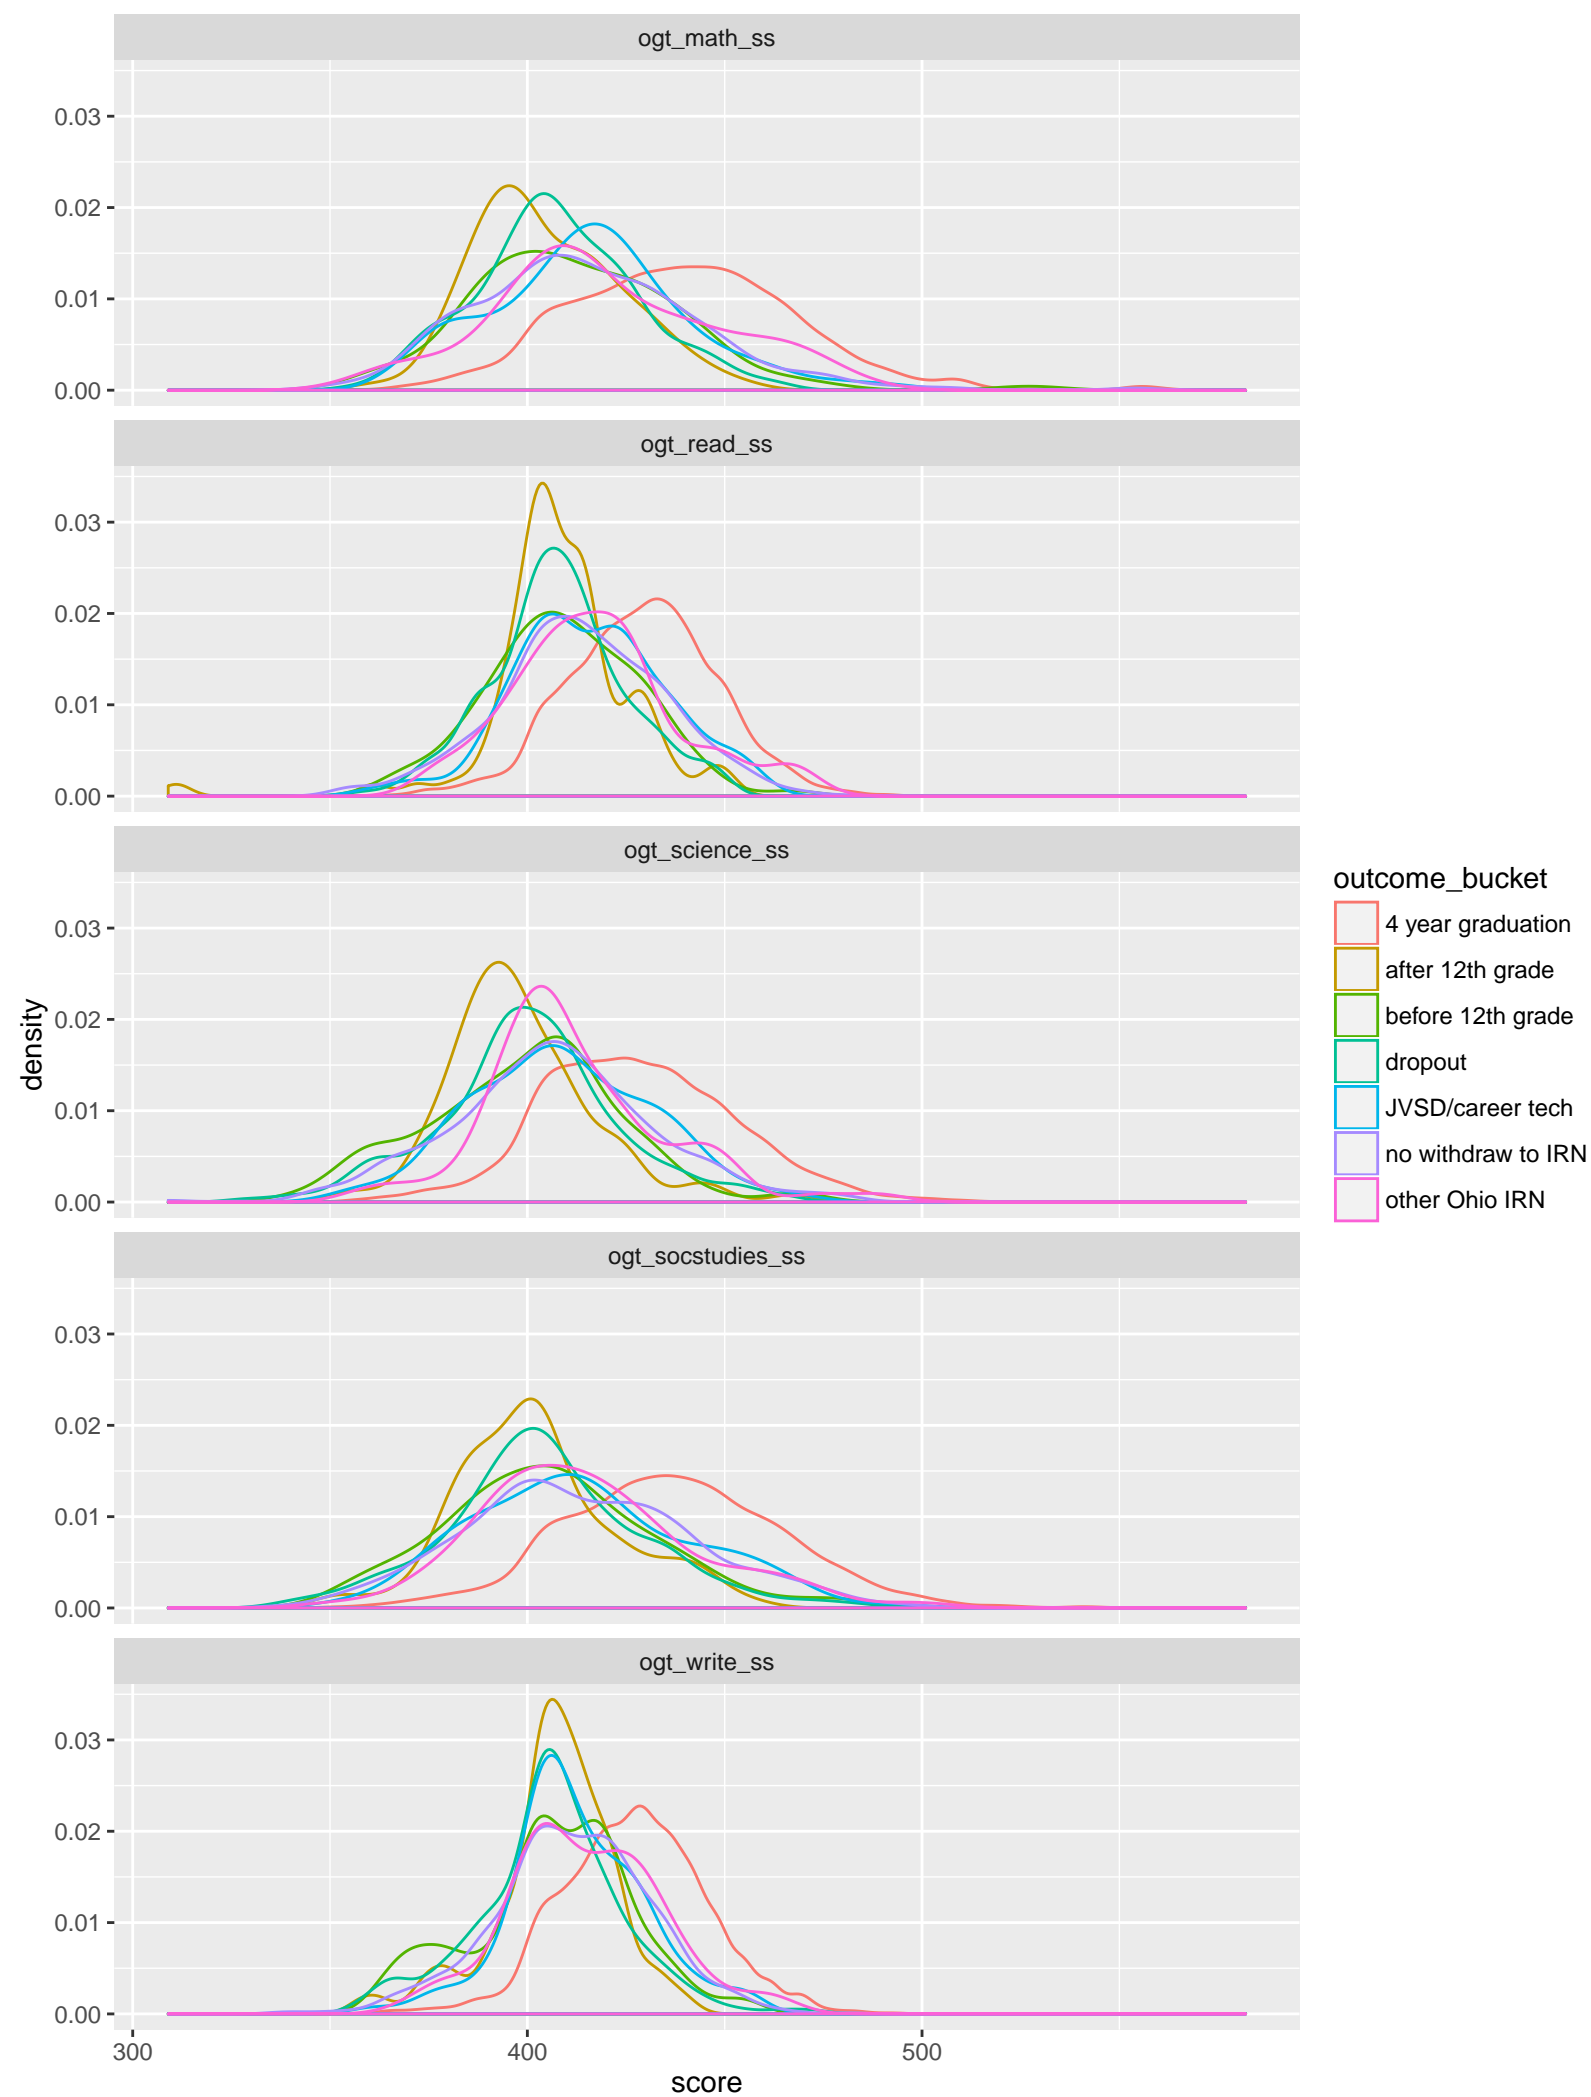 ogt_math_ss
0.03
0.02
0.01
0.00
ogt_read_ss
0.03
0.02
0.01
0.00
ogt_science_ss
0.03
0.02
0.01
0.00
ogt_socstudies_ss
0.03
0.02
0.01
0.00
ogt_write_ss
0.03
0.02
0.01
0.00
300 400 500
score
density
outcome_bucket
4 year graduation
after 12th grade
before 12th grade
dropout
JVSD/career tech
no withdraw to IRN
other Ohio IRN